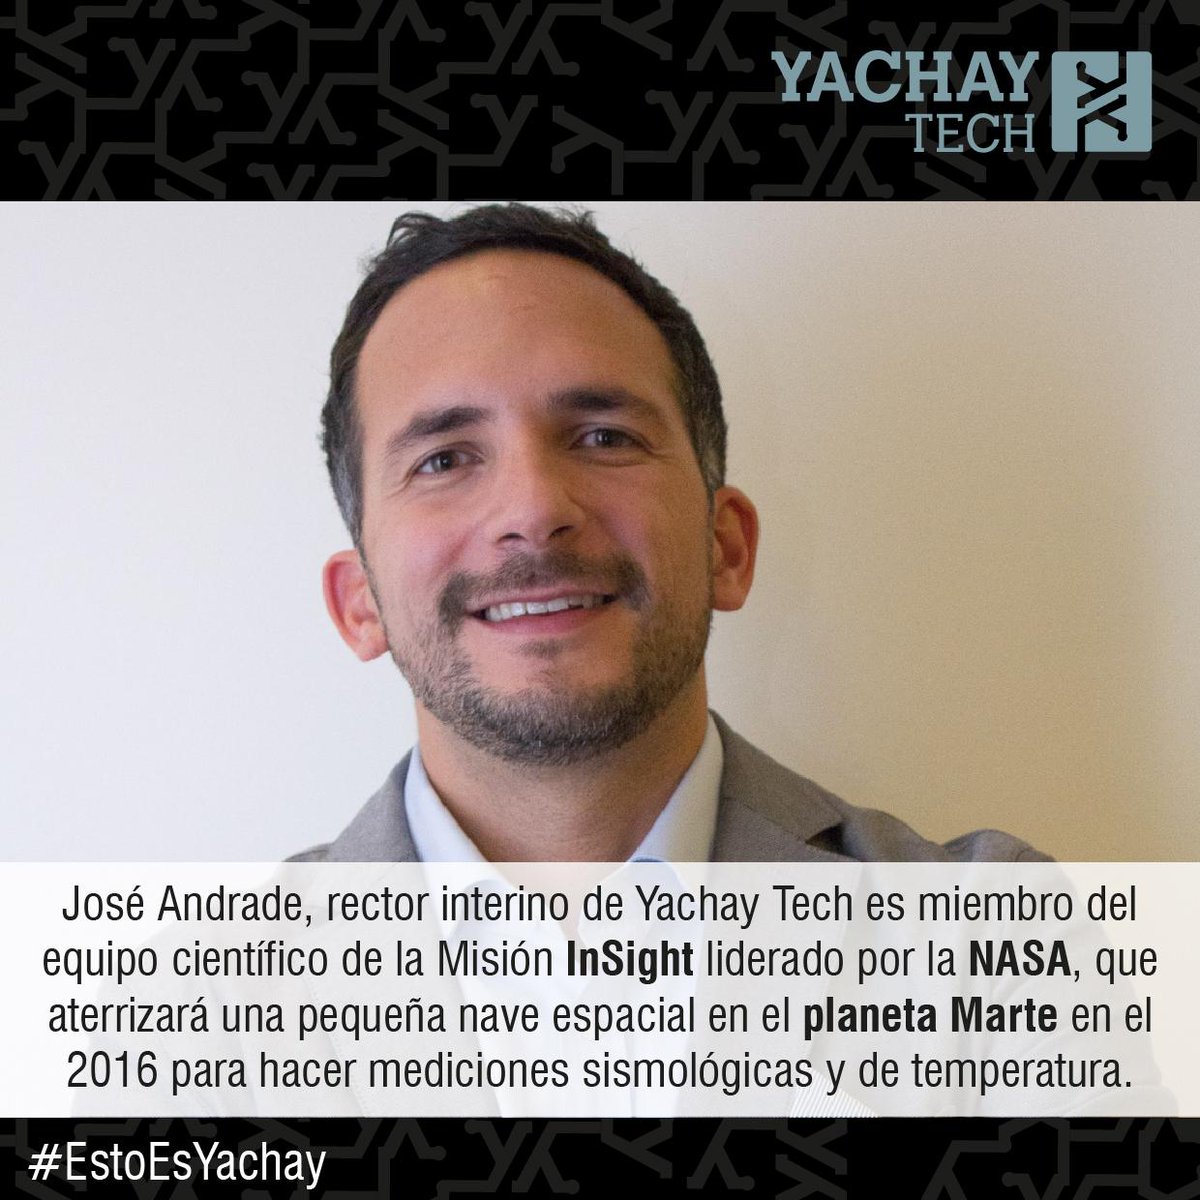 YACHAY
TECH
José Andrade, rector interino de Yachay Tech es miembro del
equipo científico de la Misión InSight liderado por la NASA, que
aterrizará una pequeña nave espacial en el planeta Marte en el
2016 para hacer mediciones sismológicas y de temperatura.
#EstoEsYachay